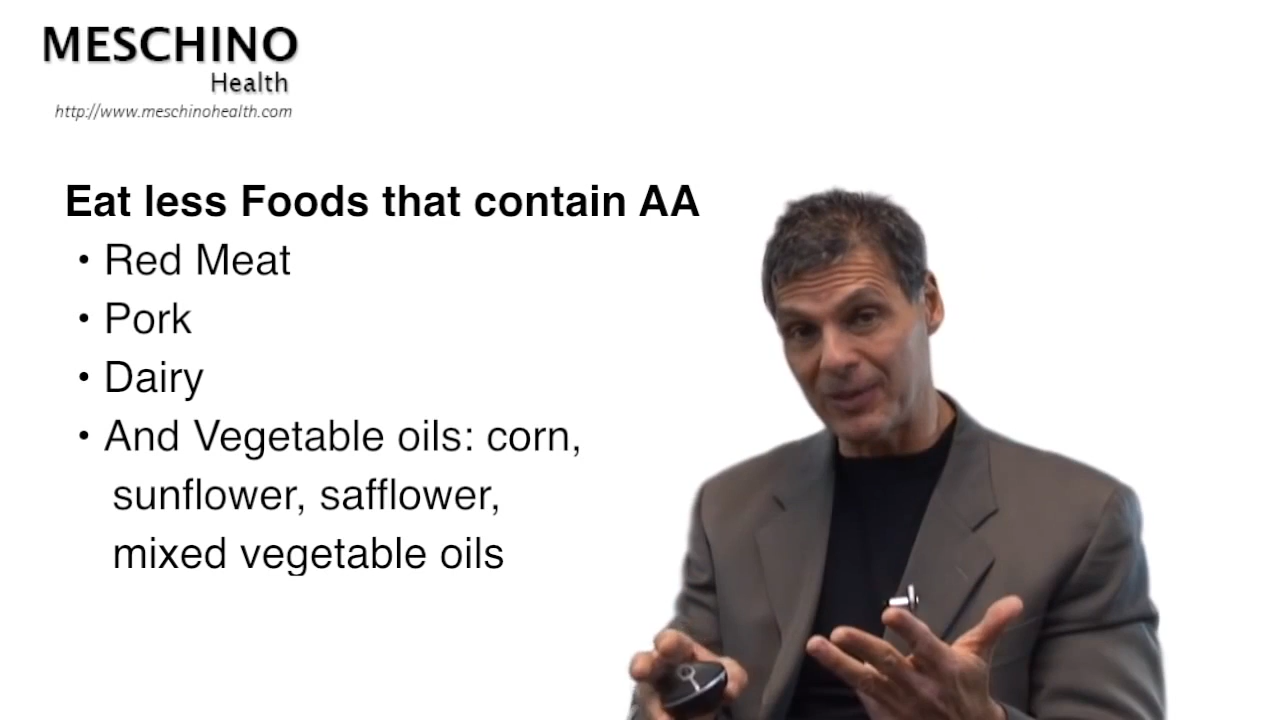 MESCHINO
Health
http://www.meschinohealth.com
Eat less Foods that contain AA
• Red Meat
• Pork
• Dairy
• And Vegetable oils: corn,
sunflower, safflower,
mixed vegetable oils